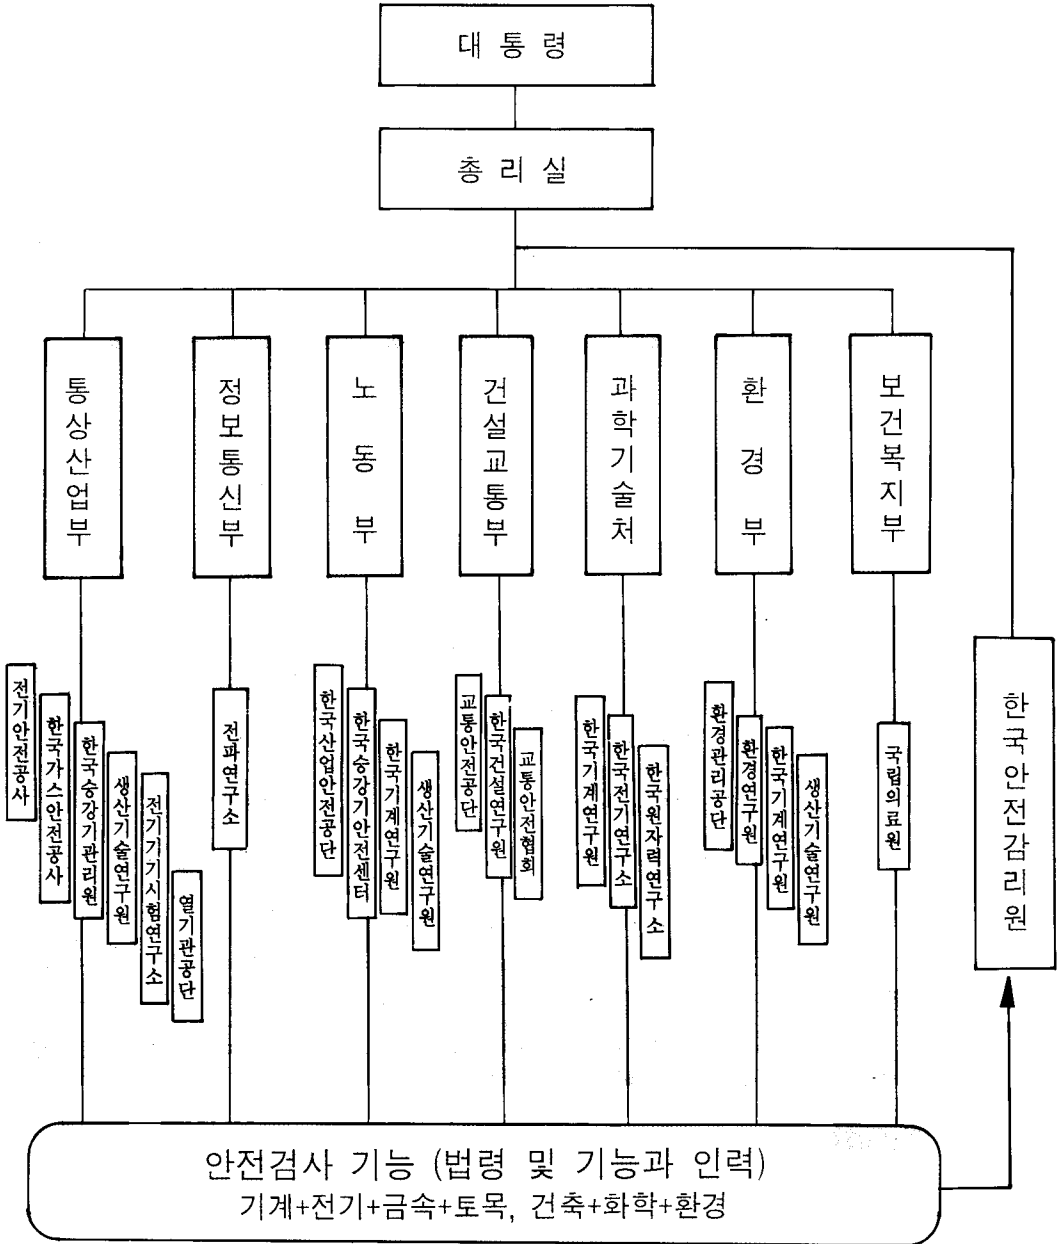 대통령
총리실
통상산업부
정보통신부
노동부
건설교통부
과학기술처
환경부
보건복지부
전기안전공사
한국가스안전공사
한국승강기관리원
생산기술연구원
전기기기시험연구소
열기관공단
전파연구소
한국산업안전공단
한국승강기안전센터
한국기계연구원
생산기술연구원
교통안전공단
한국건설연구원
교통안전협회
한국기계연구원
한국전기연구소
한국원자력연구소
환경관리공단
환경연구원
한국기계연구원
생산기술연구원
국립의료원
한국안전감리원
안전검사 기능 (법령 및 기능과 인력)
기계+전기+금속+토목, 건축+화학+환경